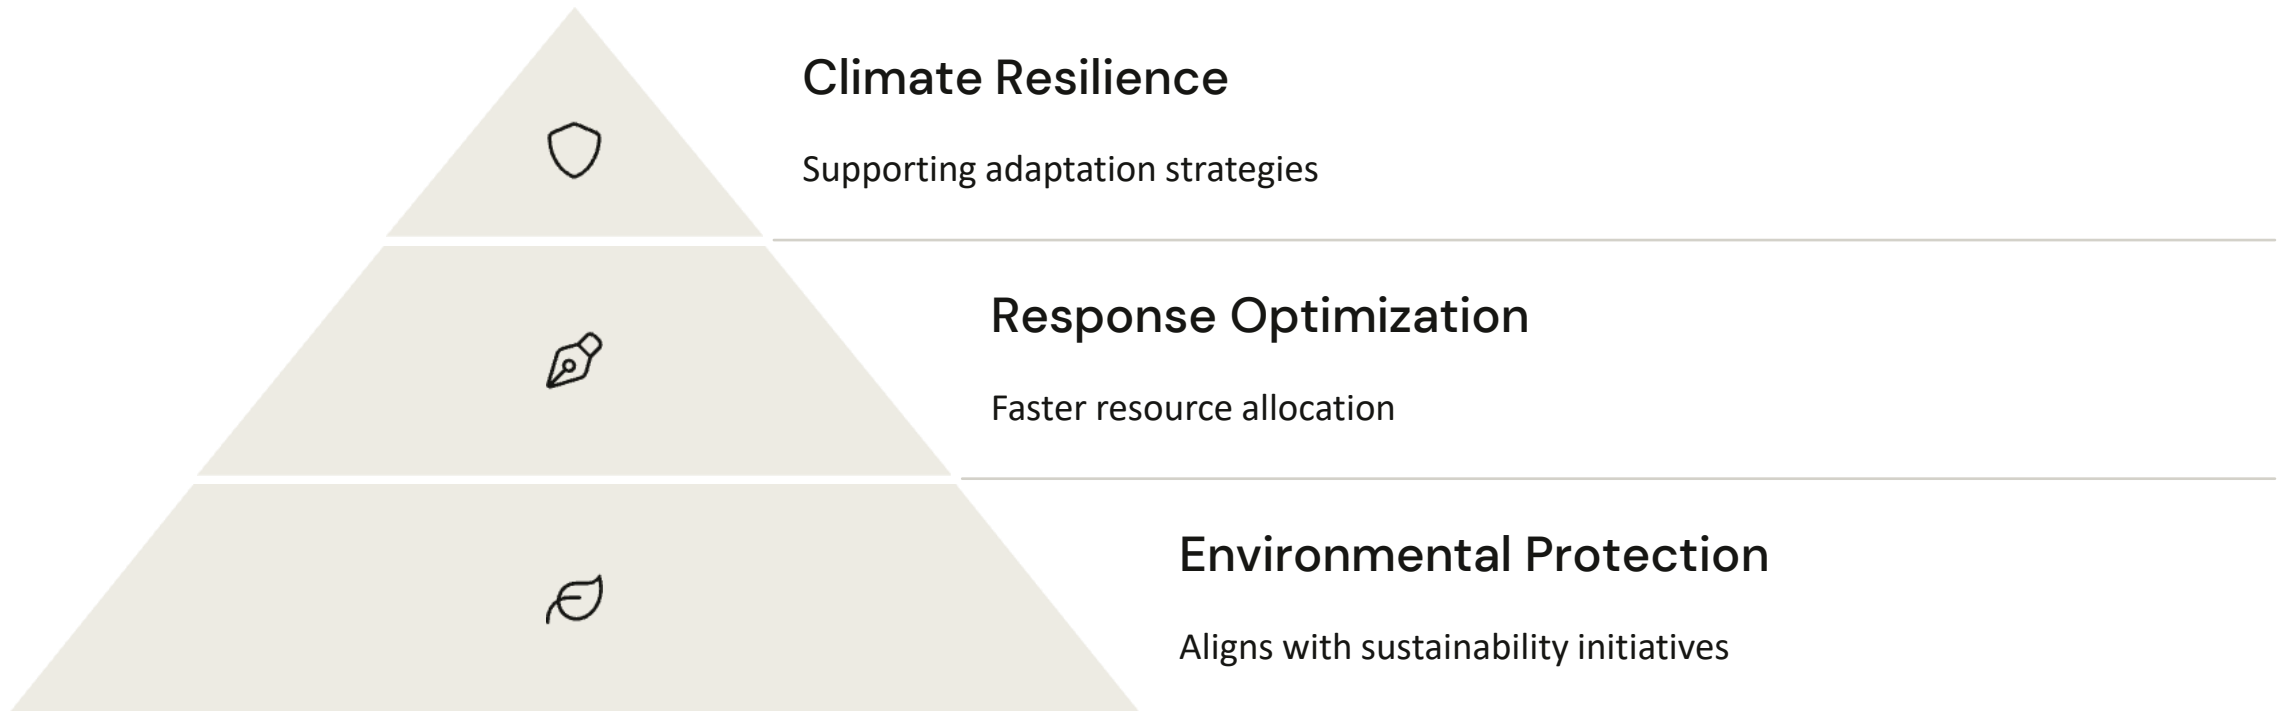 Climate Resilience
Supporting adaptation strategies
Response Optimization
Faster resource allocation
Environmental Protection
Aligns with sustainability initiatives